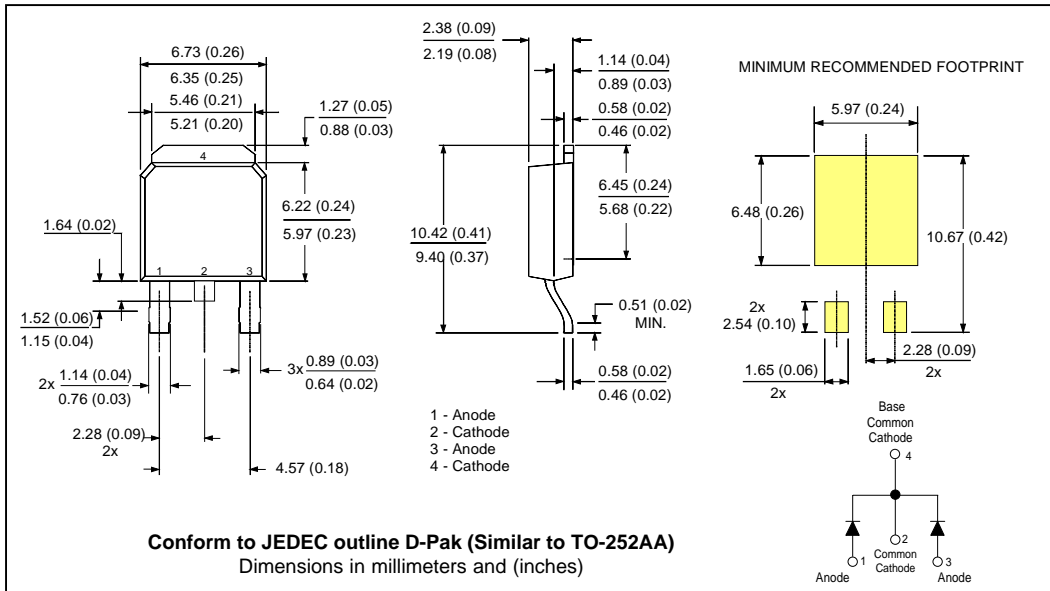 6.73 (0.26)
6.35 (0.25)
5.46 (0.21)
5.21 (0.20)
1.27 (0.05)
0.88 (0.03)
4
6.22 (0.24)
5.97 (0.23)
1.64 (0.02)
1
2
3
1.52 (0.06)
1.15 (0.04)
2x 1.14 (0.04)
0.76 (0.03)
3x 0.89 (0.03)
0.64 (0.02)
2.28 (0.09)
2x
4.57 (0.18)
2.38 (0.09)
2.19 (0.08)
1.14 (0.04)
0.89 (0.03)
0.58 (0.02)
0.46 (0.02)
10.42 (0.41)
9.40 (0.37)
6.45 (0.24)
5.68 (0.22)
0.51 (0.02)
MIN.
0.58 (0.02)
0.46 (0.02)
1 - Anode
2 - Cathode
3 - Anode
4 - Cathode
MINIMUM RECOMMENDED FOOTPRINT
5.97 (0.24)
6.48 (0.26)
10.67 (0.42)
2x
2.54 (0.10)
2.28 (0.09)
2x
1.65 (0.06)
2x
Base
Common
Cathode
4
2
Common
Cathode
1
Anode
3
Anode
Conform to JEDEC outline D-Pak (Similar to TO-252AA)
Dimensions in millimeters and (inches)